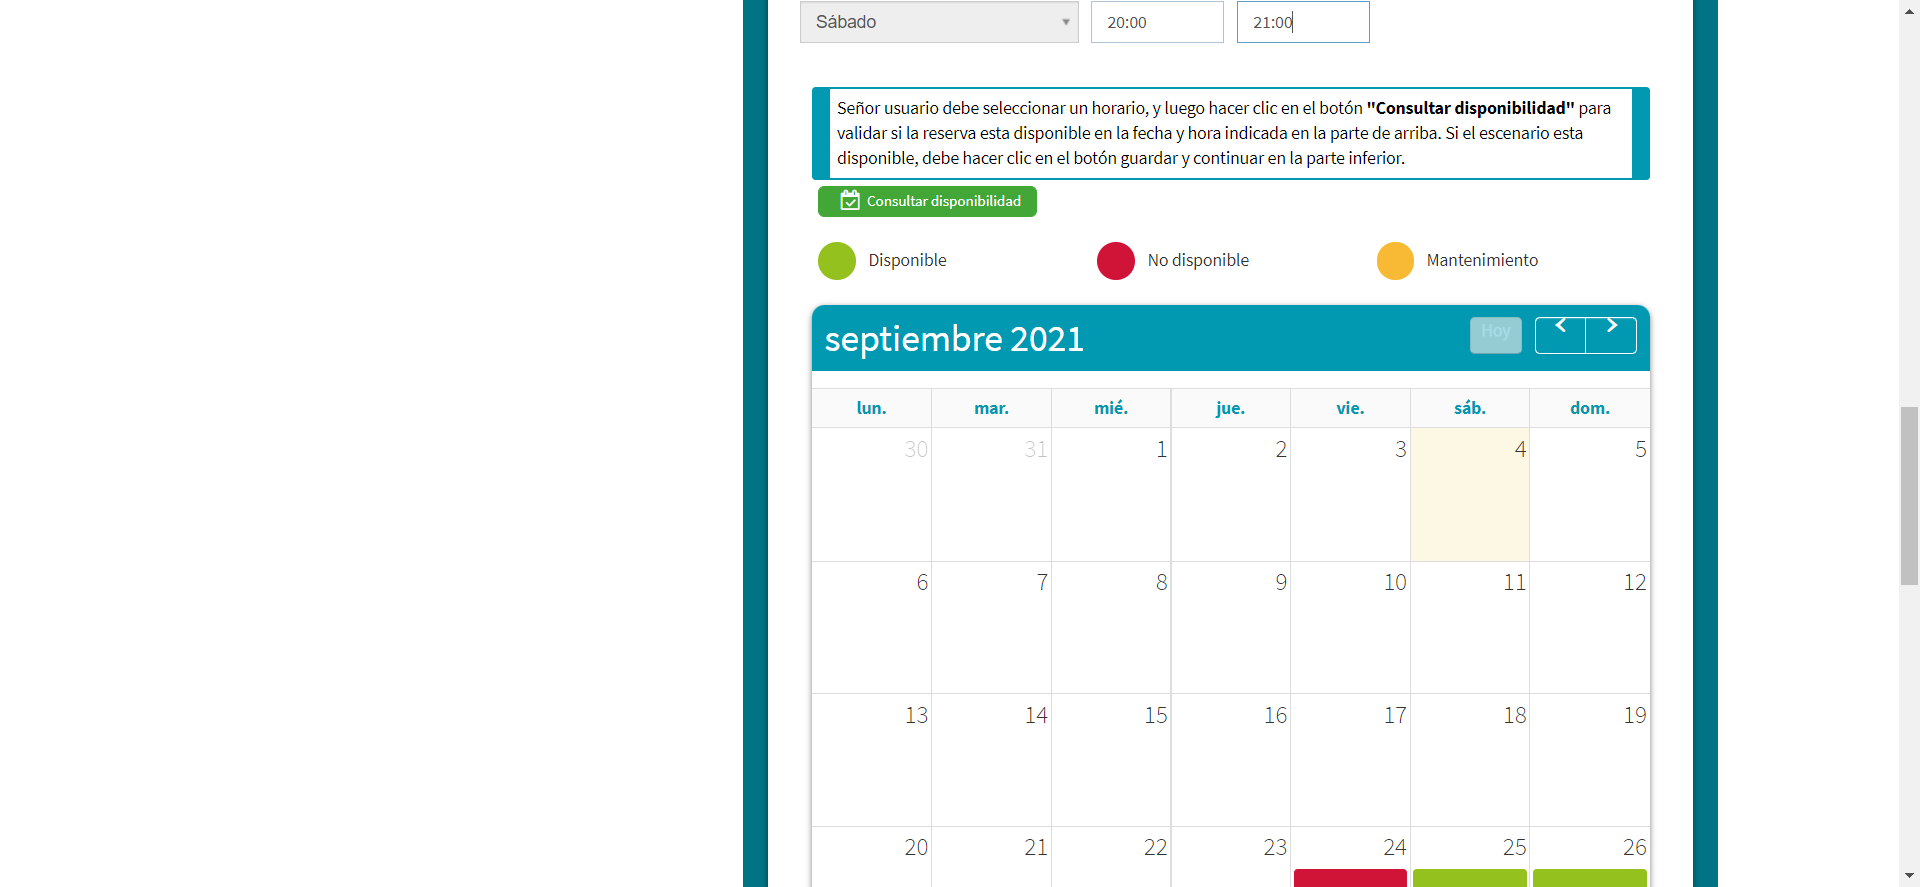 Sábado 20:00 21:00
Señor usuario debe seleccionar un horario, y luego hacer clic en el botón "Consultar disponibilidad" para
validar si la reserva esta disponible en la fecha y hora indicada en la parte de arriba. Si el escenario esta
disponible, debe hacer clic en el botón guardar y continuar en la parte inferior.
Consultar disponibilidad
Disponible No disponible Mantenimiento
septiembre 2021 Hoy
lun. mar. mié. jue. vie. sáb. dom.
30 31 1 2 3 4 5
6 7 8 9 10 11 12
13 14 15 16 17 18 19
20 21 22 23 24 25 26